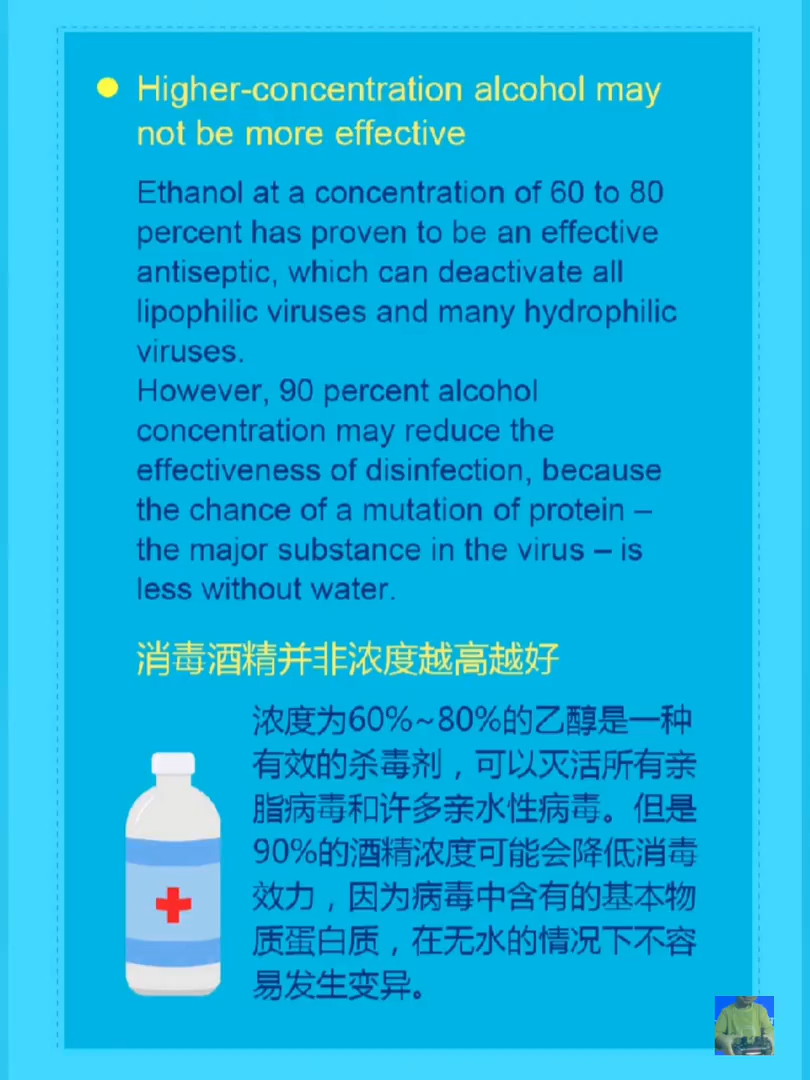 Higher-concentration alcohol may
not be more effective
Ethanol at a concentration of 60 to 80
percent has proven to be an effective
antiseptic, which can deactivate all
lipophilic viruses and many hydrophilic
viruses.
However, 90 percent alcohol
concentration may reduce the
effectiveness of disinfection, because
the chance of a mutation of protein –
the major substance in the virus – is
less without water.
消毒酒精并非浓度越高越好
浓度为60%~80%的乙醇是一种
有效的杀毒剂，可以灭活所有亲
脂病毒和许多亲水性病毒。但是
90%的酒精浓度可能会降低消毒
效力，因为病毒中含有的基本物
质蛋白质，在无水的情况下不容
易发生变异。